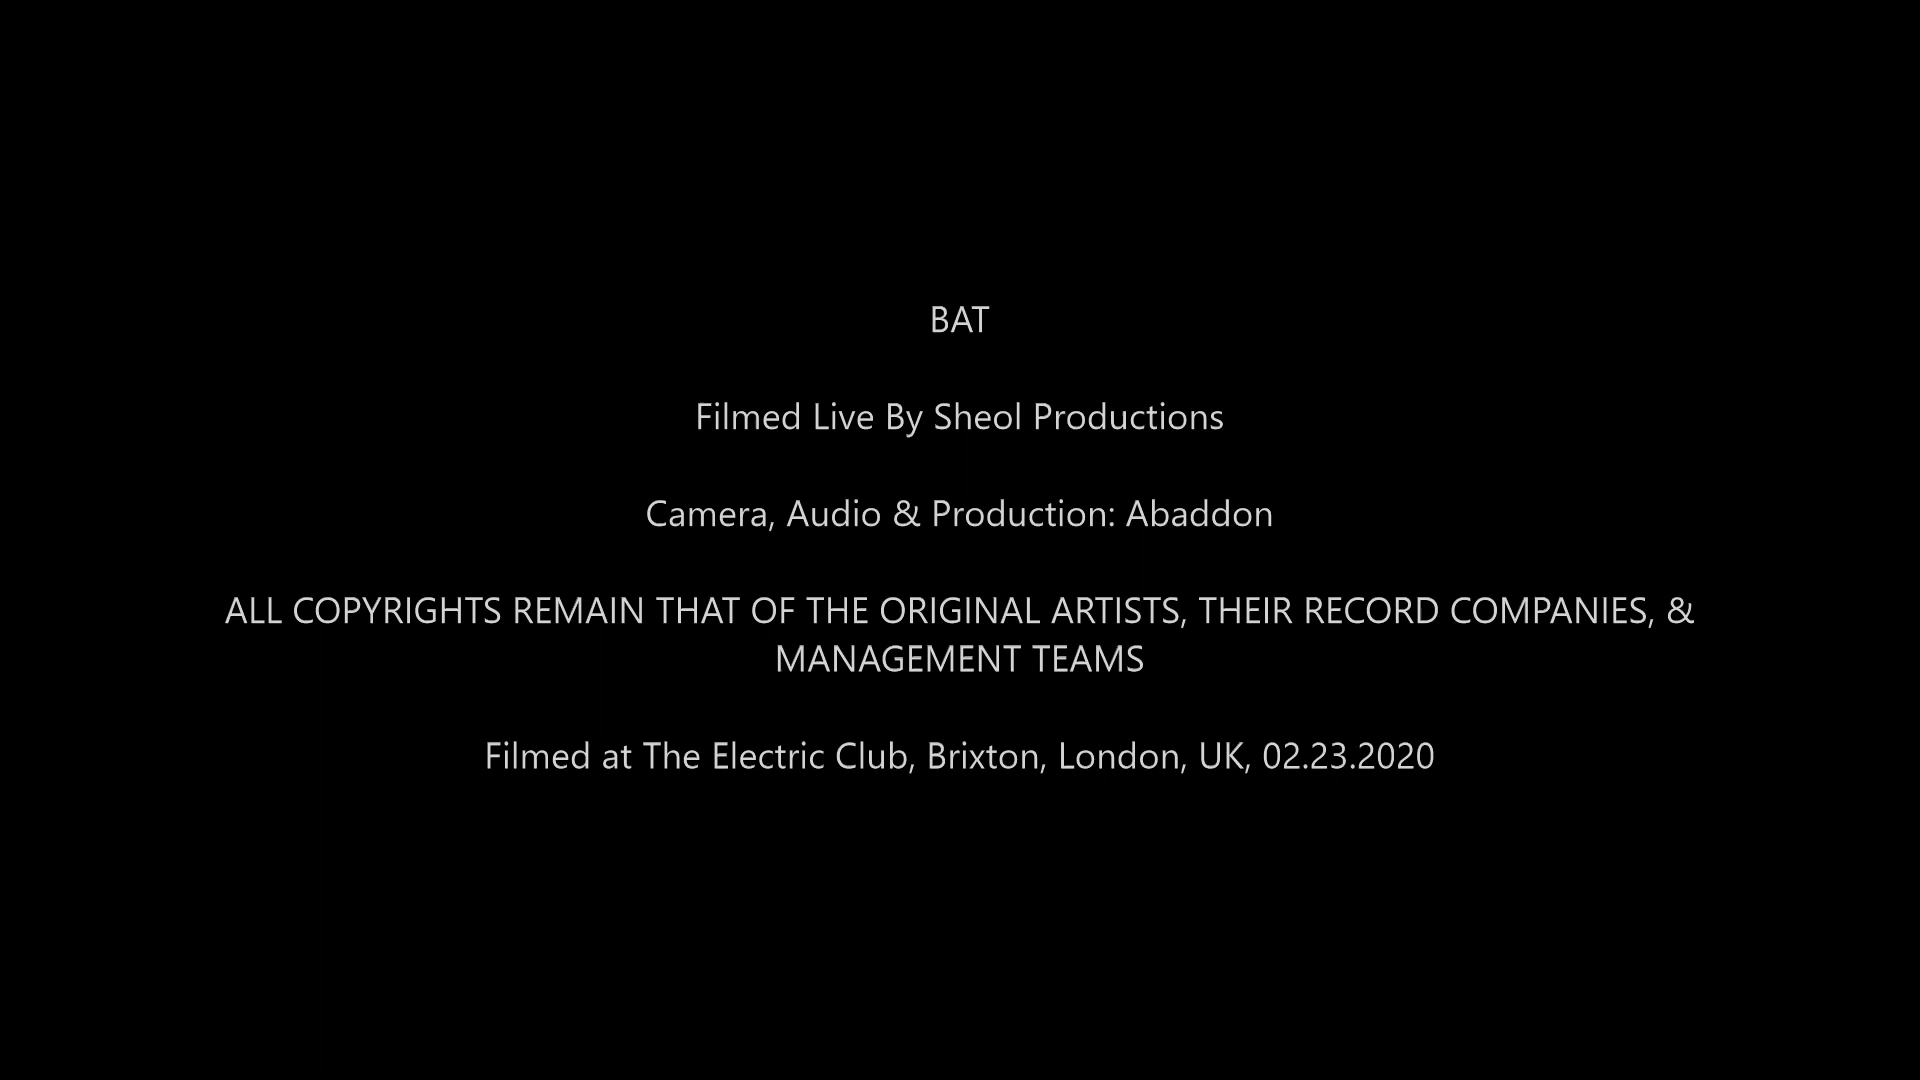 BAT
Filmed Live By Sheol Productions
Camera, Audio & Production: Abaddon
ALL COPYRIGHTS REMAIN THAT OF THE ORIGINAL ARTISTS, THEIR RECORD COMPANIES, &
MANAGEMENT TEAMS
Filmed at The Electric Club, Brixton, London, UK, 02.23.2020